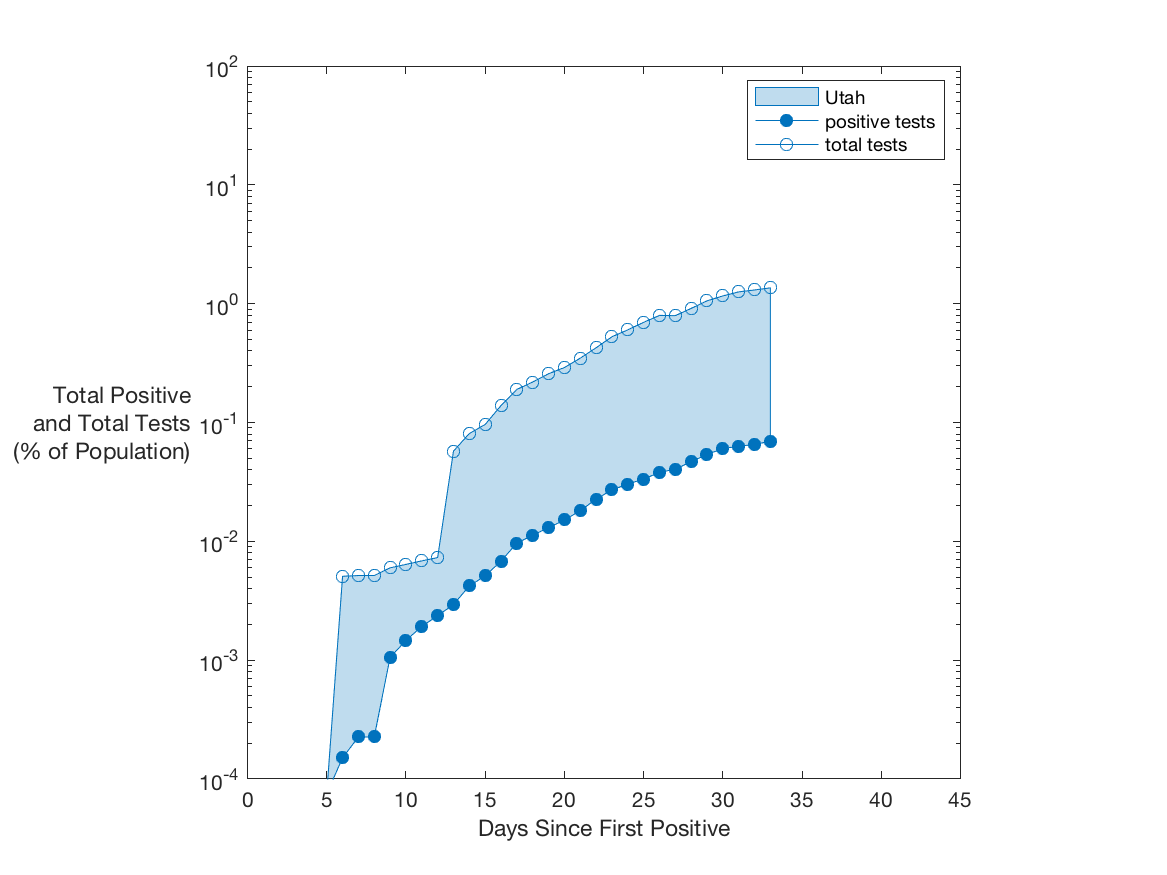 10^2
10^1
10^0
10^-1
10^-2
10^-3
10^-4
Total Positive
and Total Tests
(% of Population)
Utah
positive tests
total tests
0 5 10 15 20 25 30 35 40 45
Days Since First Positive